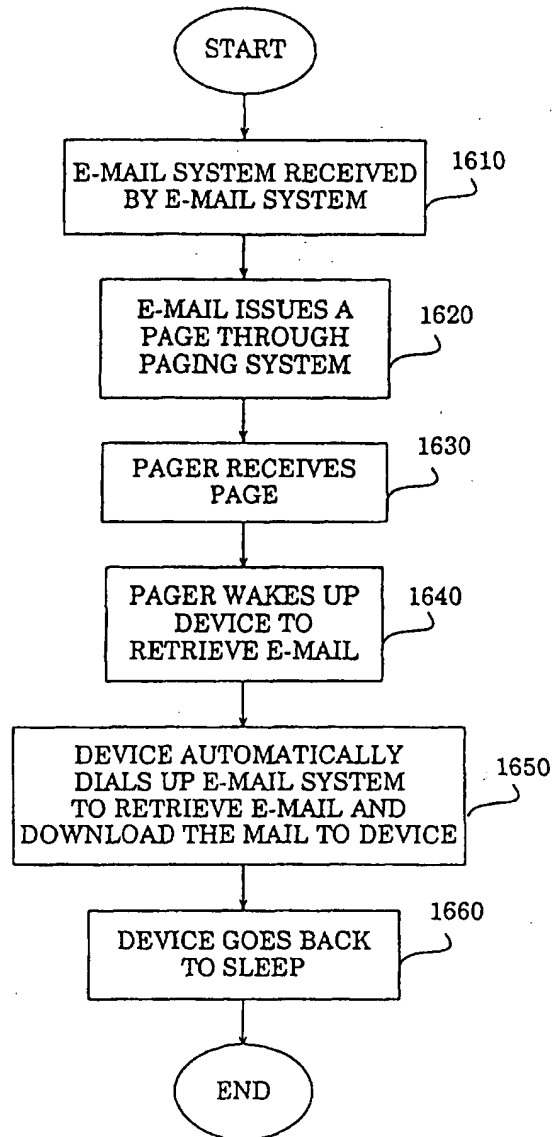 START
E-MAIL SYSTEM RECEIVED
BY E-MAIL SYSTEM
1610
E-MAIL ISSUES A
PAGE THROUGH
PAGING SYSTEM
1620
PAGER RECEIVES
PAGE
1630
PAGER WAKES UP
DEVICE TO
RETRIEVE E-MAIL
1640
DEVICE AUTOMATICALLY
DIALS UP E-MAIL SYSTEM
TO RETRIEVE E-MAIL AND
DOWNLOAD THE MAIL TO DEVICE
1650
DEVICE GOES BACK
TO SLEEP
1660
END